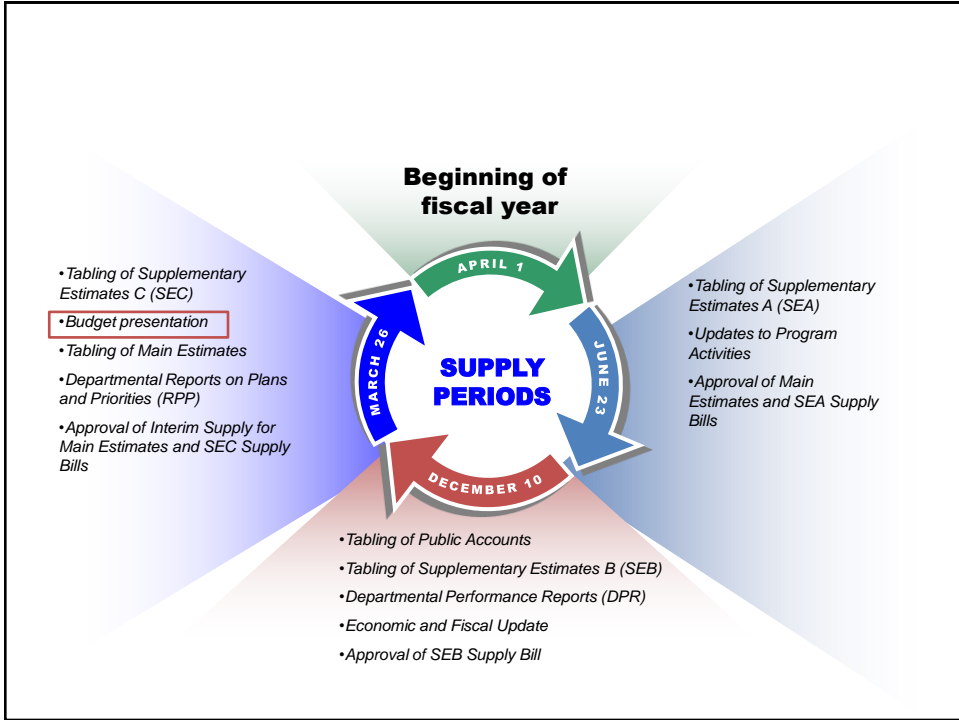 Beginning of
fiscal year
APRIL 1
JUNE 23
DECEMBER 10
MARCH 26
SUPPLY
PERIODS
•Tabling of Supplementary
Estimates C (SEC)
•Budget presentation
•Tabling of Main Estimates
•Departmental Reports on Plans
and Priorities (RPP)
•Approval of Interim Supply for
Main Estimates and SEC Supply
Bills
•Tabling of Supplementary
Estimates A (SEA)
•Updates to Program
Activities
•Approval of Main
Estimates and SEA Supply
Bills
•Tabling of Public Accounts
•Tabling of Supplementary Estimates B (SEB)
•Departmental Performance Reports (DPR)
•Economic and Fiscal Update
•Approval of SEB Supply Bill